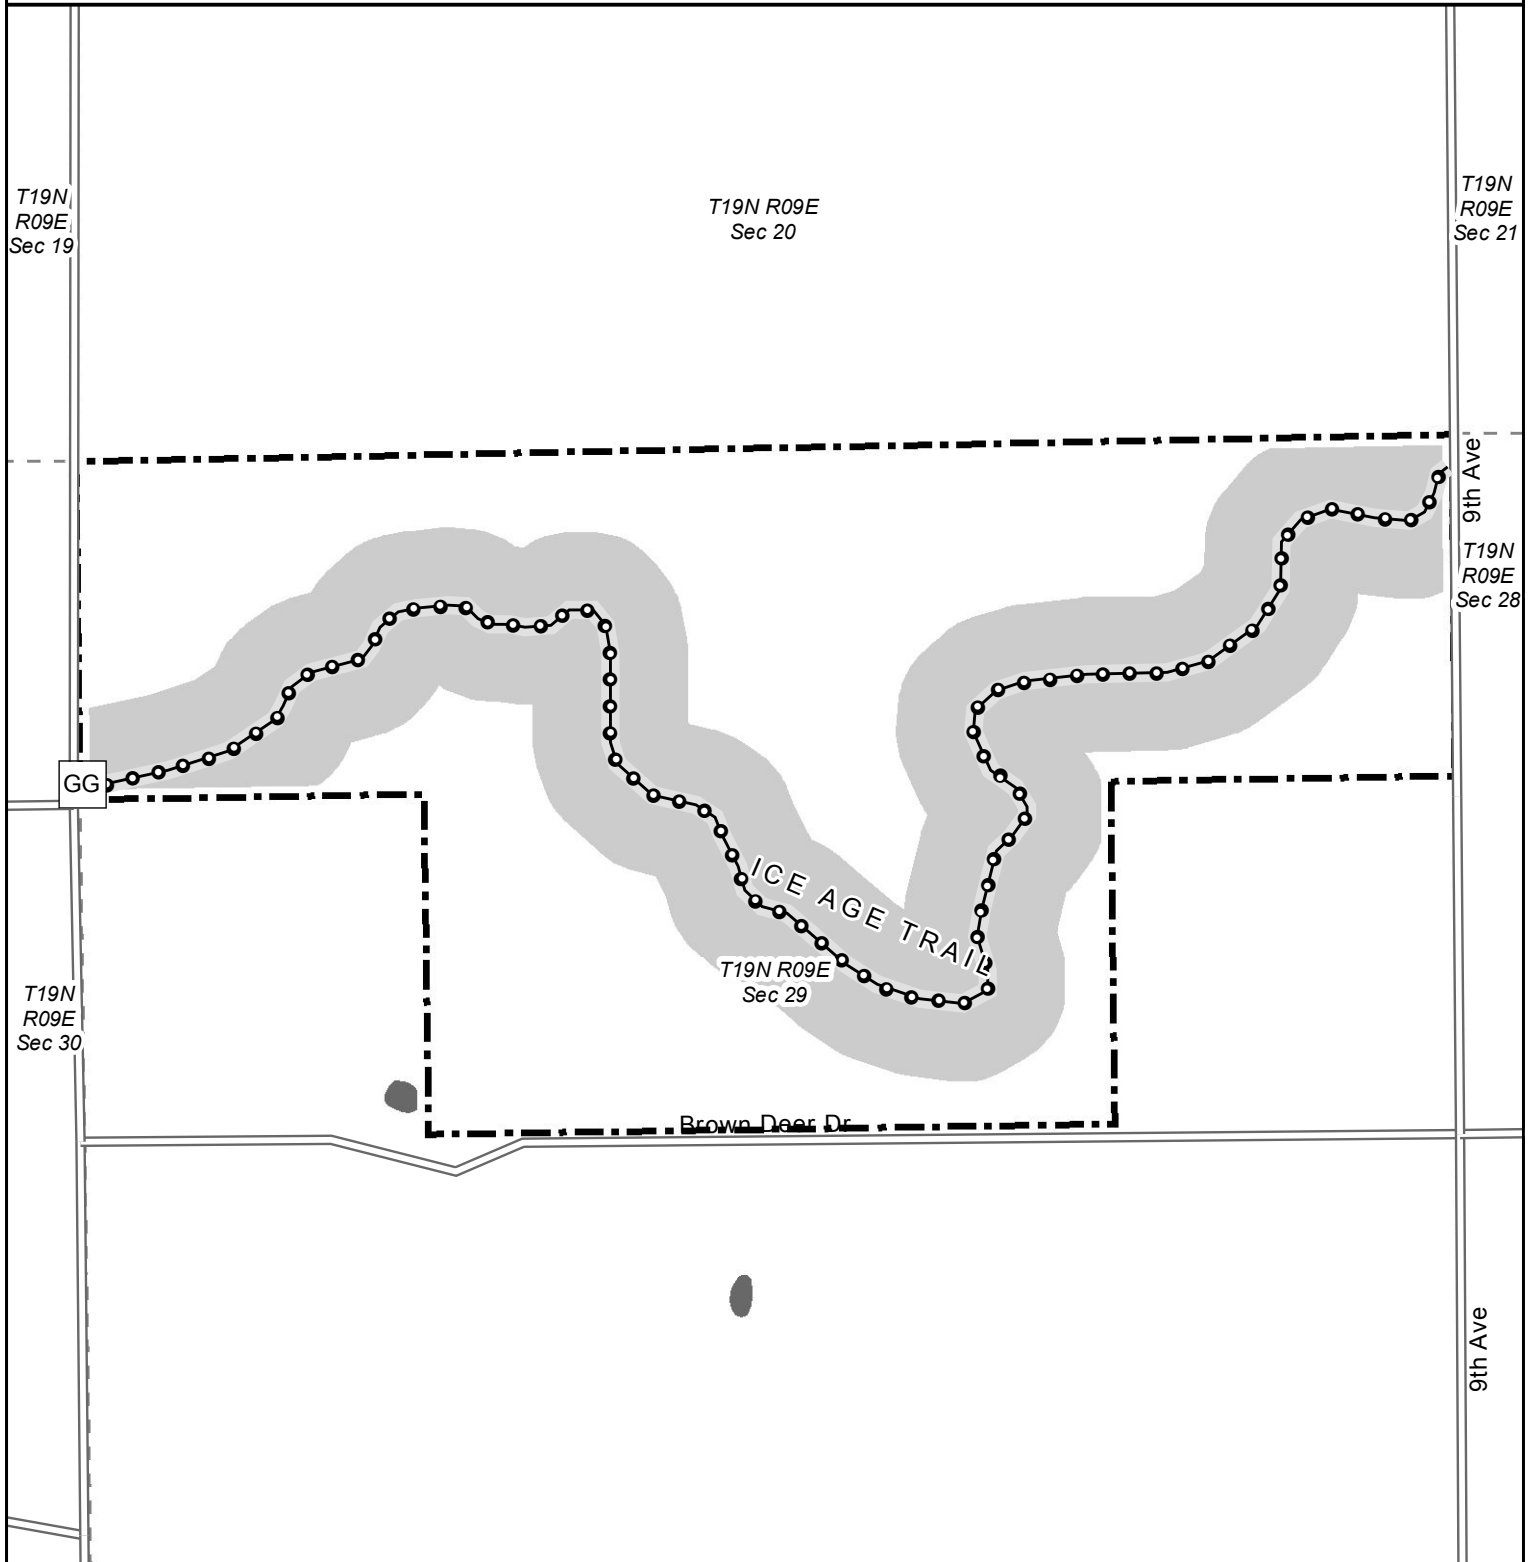 T19N
R09E
Sec 19
T19N R09E
Sec 20
T19N
R09E
Sec 21
9th Ave
T19N
R09E
Sec 28
GG
ICE AGE TRAIL
T19N R09E
Sec 29
T19N
R09E
Sec 30
Brown Deer Dr
9th Ave